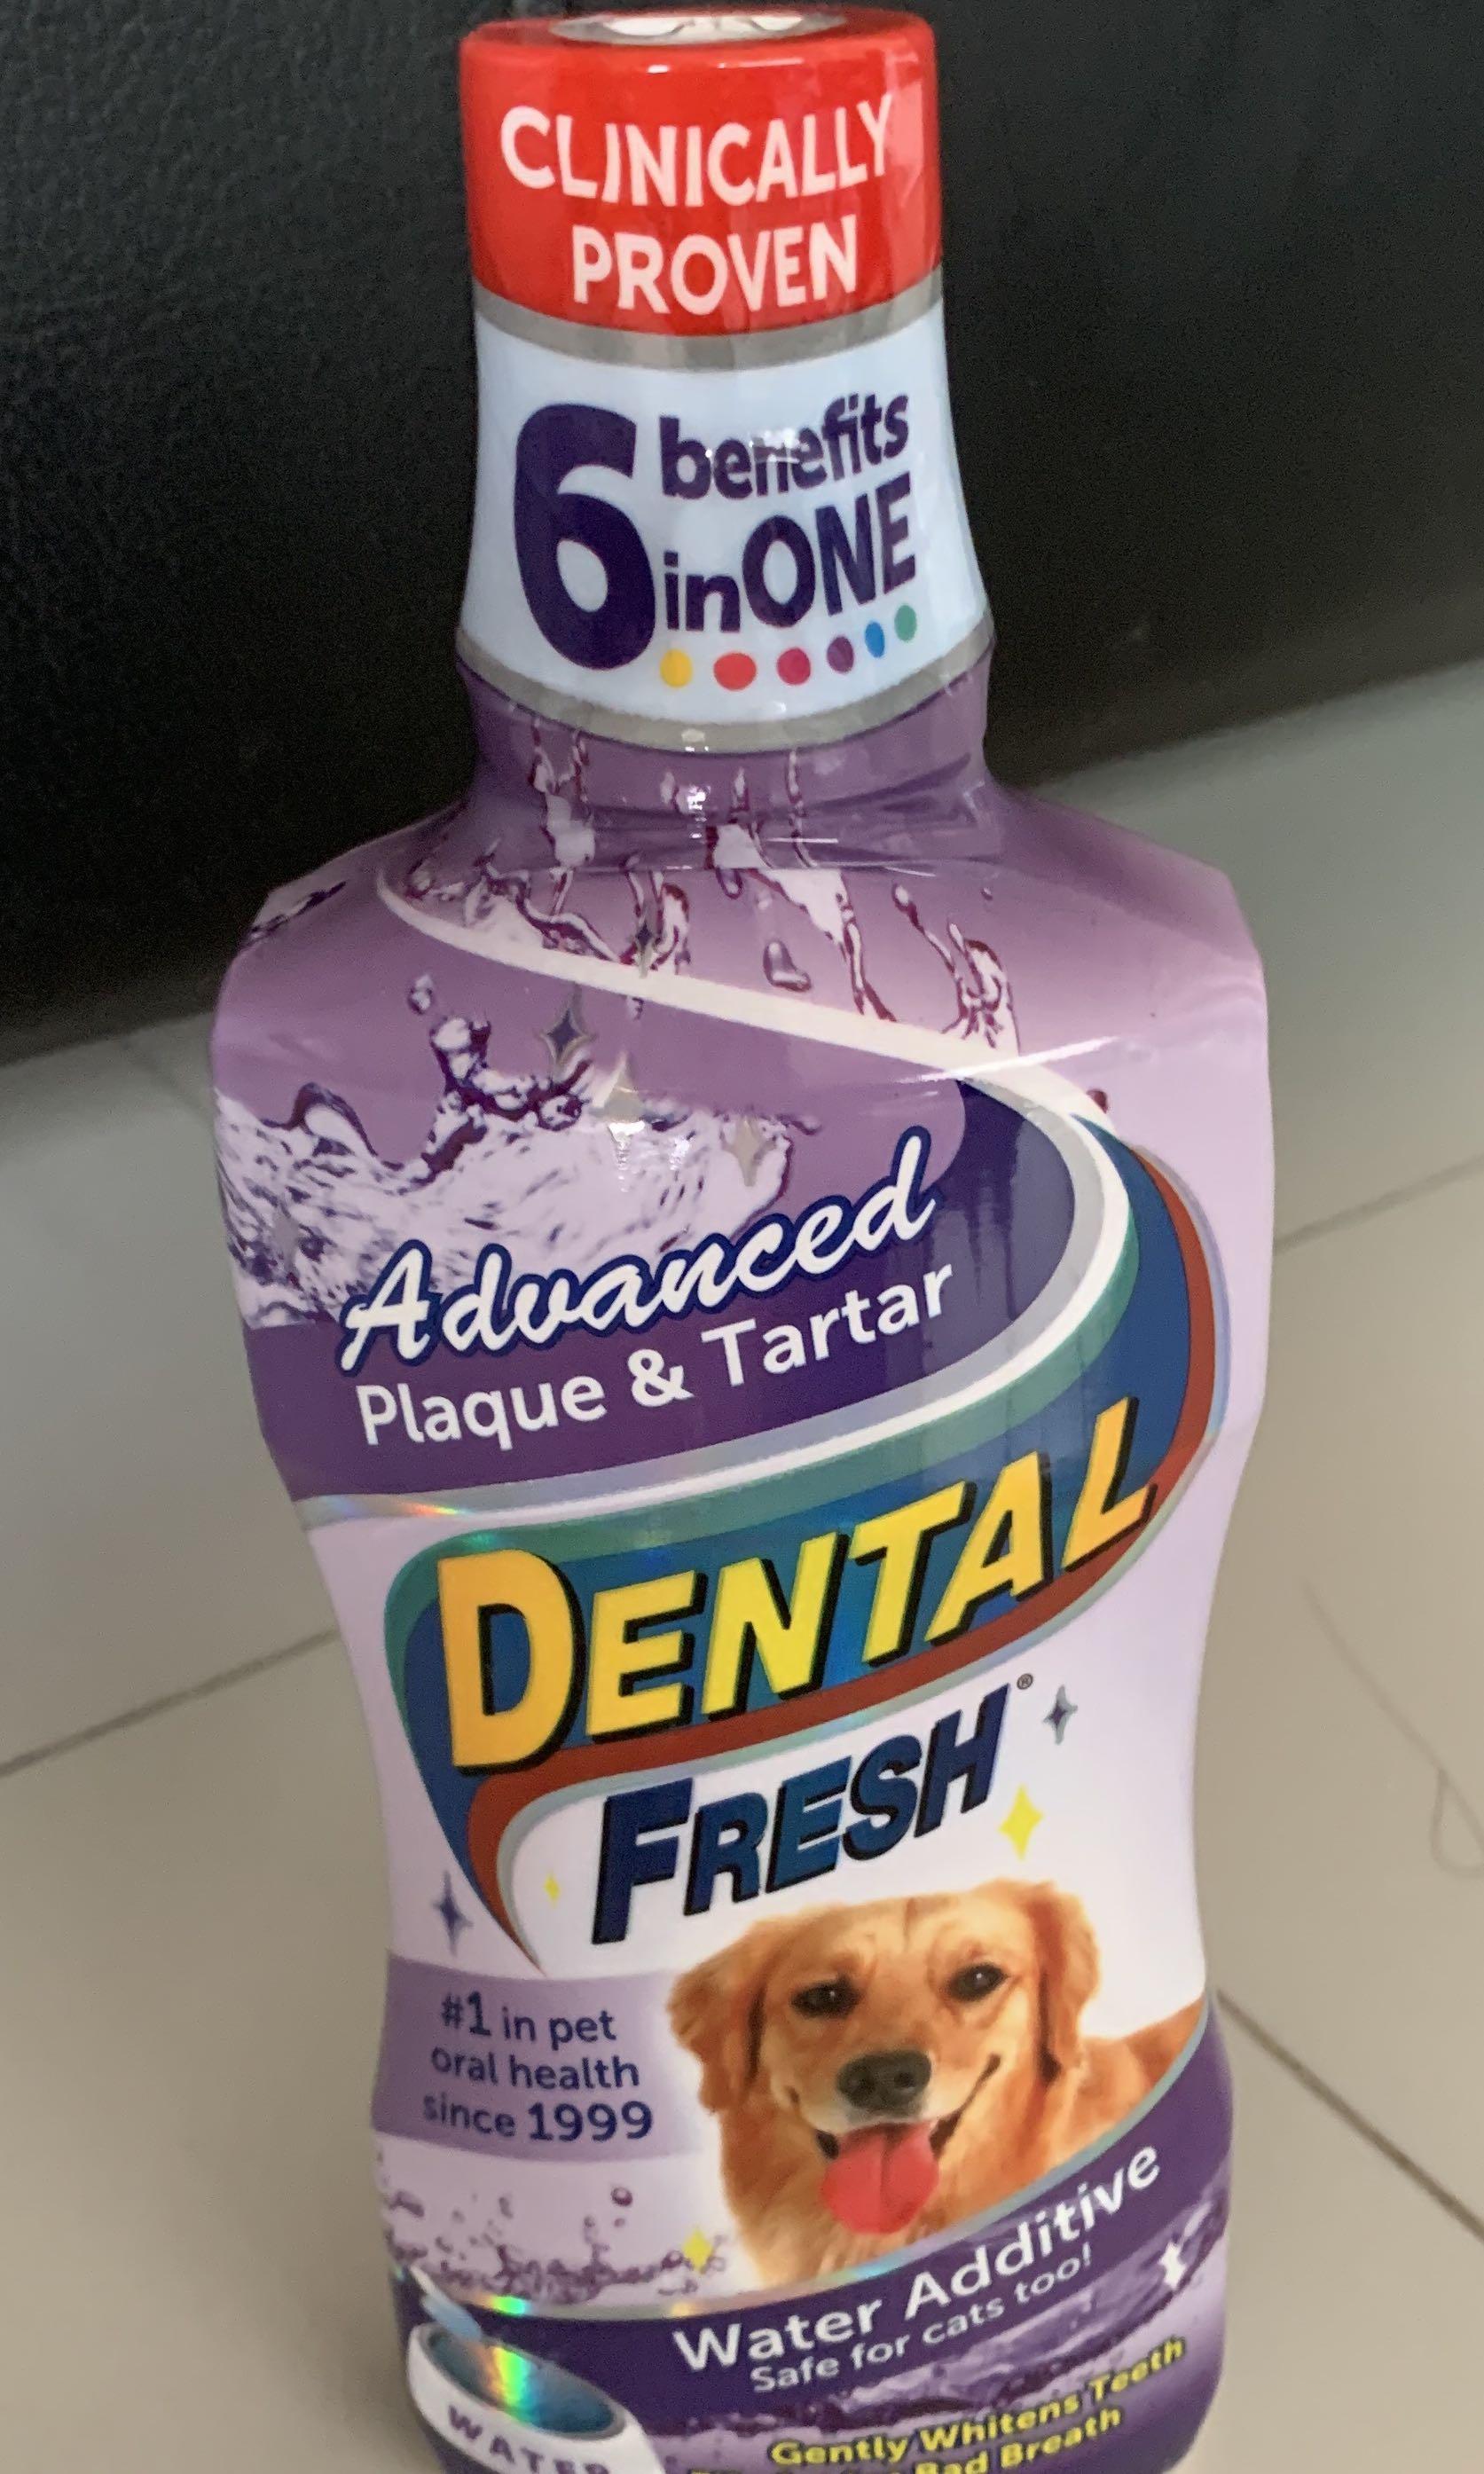 CLINICALLY
PROVEN
6 benefits
in ONE
Advanced
Plaque & Tartar
DENTAL
FRESH®
#1 in pet
oral health
since 1999
Water Additive
Safe for cats too!
WATER
Gently Whitens Teeth
Bad Breath